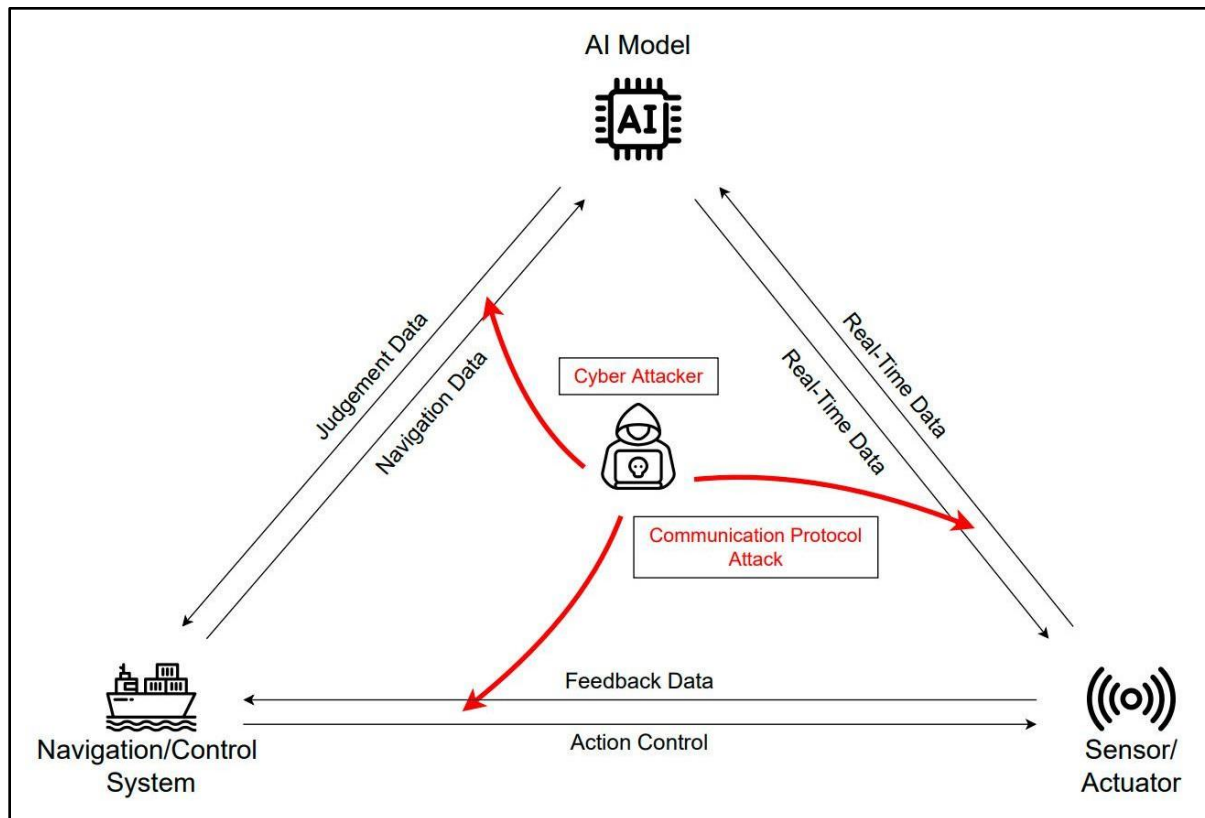 AI Model
AI
Judgement Data
Navigation Data
Real-Time Data
Real-Time Data
Cyber Attacker
Communication Protocol
Attack
Feedback Data
Action Control
Navigation/Control
System
Sensor/
Actuator